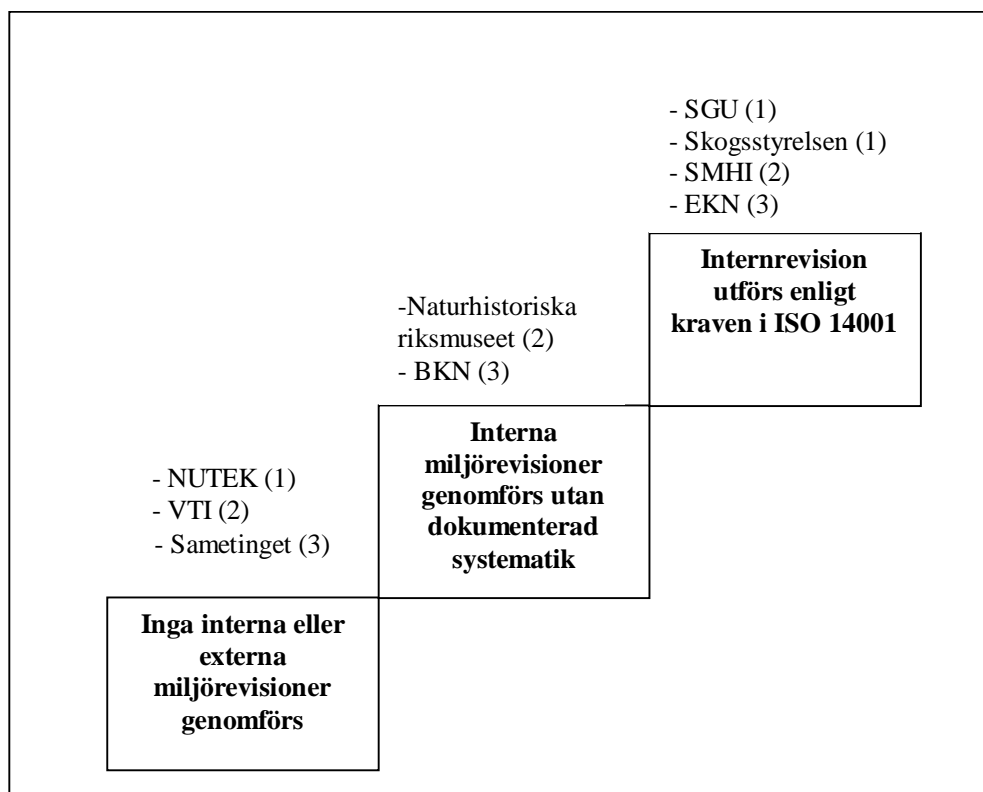 - SGU (1)
- Skogsstyrelsen (1)
- SMHI (2)
- EKN (3)
Internrevision
utförs enligt
kraven i ISO 14001
-Naturhistoriska
riksmuseet (2)
- BKN (3)
Interna
miljörevisioner
genomförs utan
dokumenterad
systematik
- NUTEK (1)
- VTI (2)
- Sametinget (3)
Inga interna eller
externa
miljörevisioner
genomförs